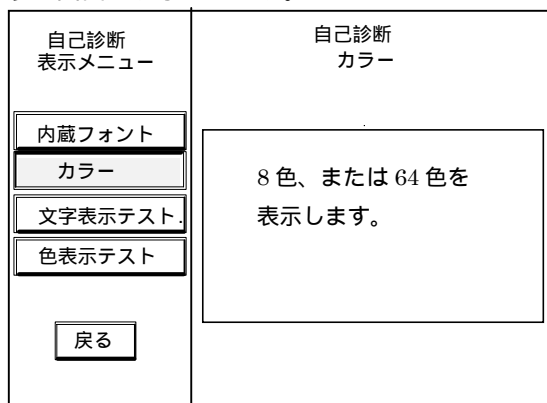 自己診断
表示メニュー
内蔵フォント
カラー
文字表示テスト
色表示テスト
戻る
自己診断
カラー
8色、または64色を
表示します。